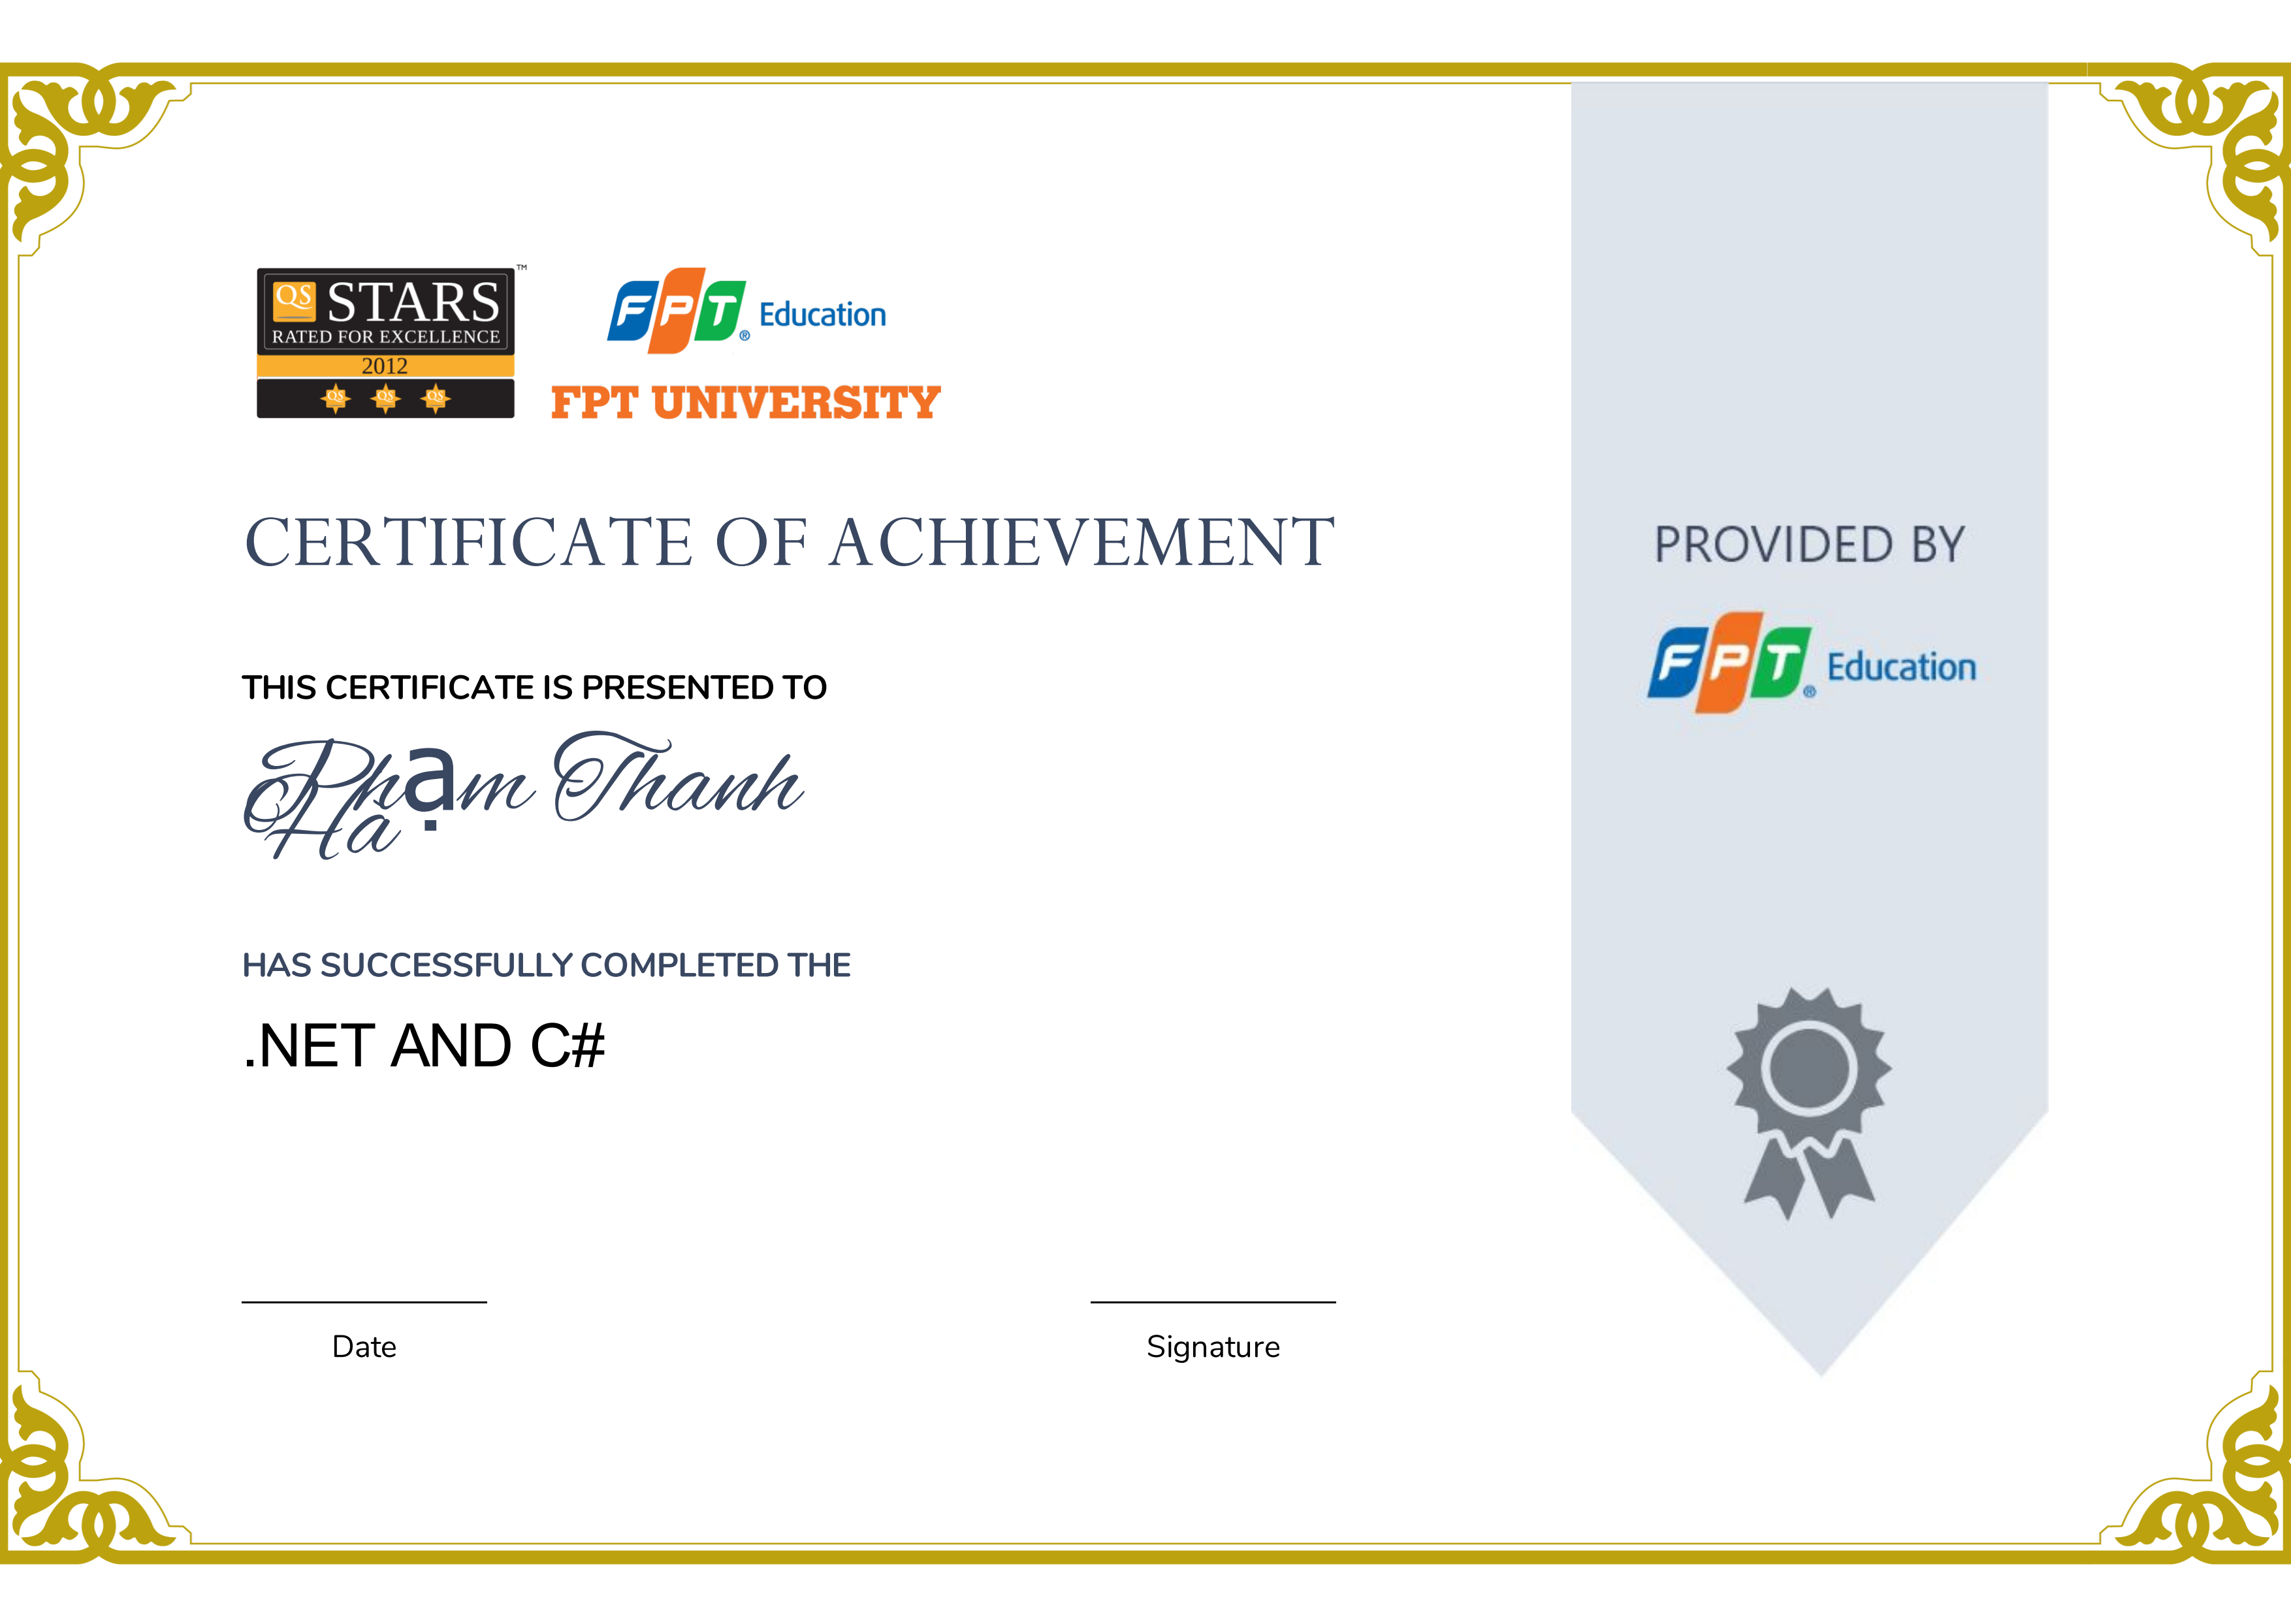 QS STARS™
RATED FOR EXCELLENCE
2012
QS QS QS
FPT® Education
FPT UNIVERSITY
CERTIFICATE OF ACHIEVEMENT
PROVIDED BY
FPT® Education
THIS CERTIFICATE IS PRESENTED TO
Phạm Thanh
Ha
HAS SUCCESSFULLY COMPLETED THE
.NET AND C#
Date
Signature